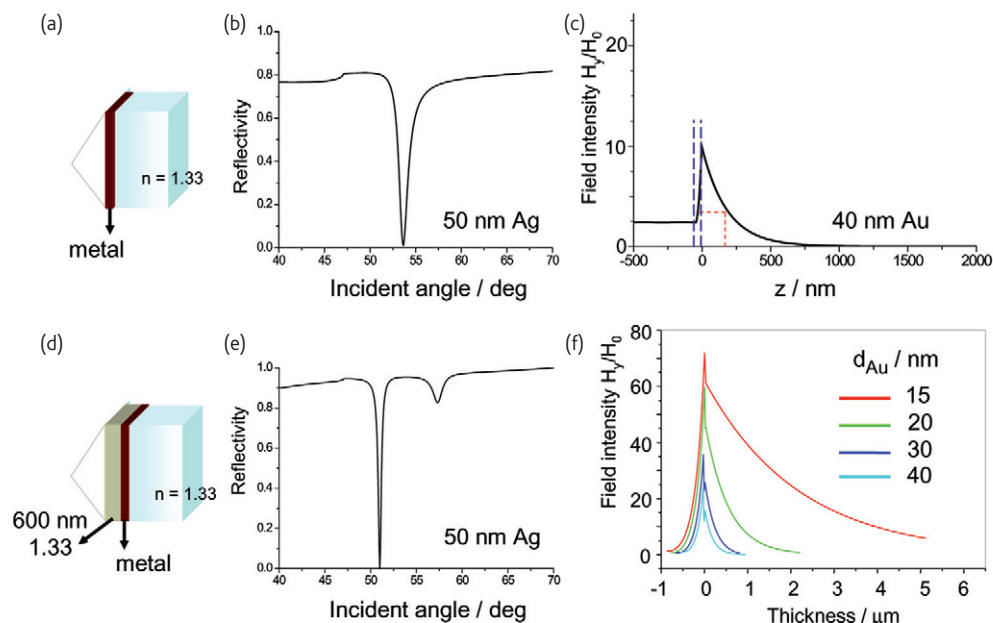 (a)
n = 1.33
metal
(b)
1.0
0.8
0.6
0.4
0.2
0.0
Reflectivity
50 nm Ag
40 45 50 55 60 65 70
Incident angle / deg
(c)
20
10
0
Field intensity Hy/H0
40 nm Au
-500 0 500 1000 1500 2000
z / nm
(d)
n = 1.33
600 nm
1.33
metal
(e)
1.0
0.8
0.6
0.4
0.2
0.0
Reflectivity
50 nm Ag
40 45 50 55 60 65 70
Incident angle / deg
(f)
80
60
40
20
0
Field intensity Hy/H0
dAu / nm
15
20
30
40
-1 0 1 2 3 4 5 6
Thickness / μm